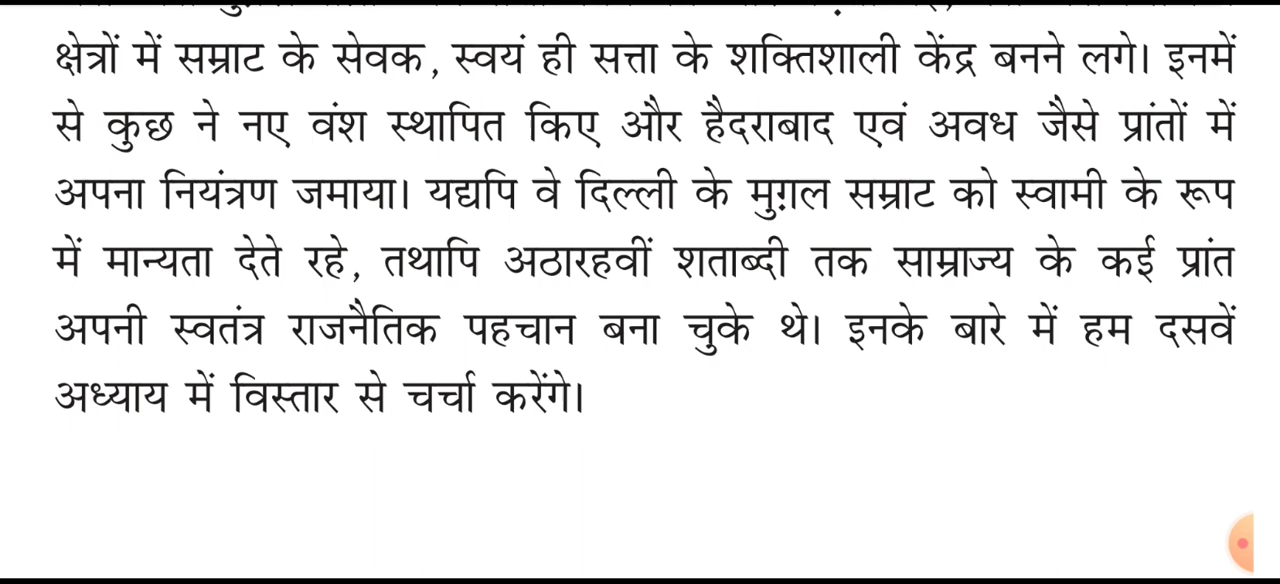 क्षेत्रों में सम्राट के सेवक, स्वयं ही सत्ता के शक्तिशाली केंद्र बनने लगे। इनमें
से कुछ ने नए वंश स्थापित किए और हैदराबाद एवं अवध जैसे प्रांतों में
अपना नियंत्रण जमाया। यद्यपि वे दिल्ली के मुग़ल सम्राट को स्वामी के रूप
में मान्यता देते रहे, तथापि अठारहवीं शताब्दी तक साम्राज्य के कई प्रांत
अपनी स्वतंत्र राजनैतिक पहचान बना चुके थे। इनके बारे में हम दसवें
अध्याय में विस्तार से चर्चा करेंगे।